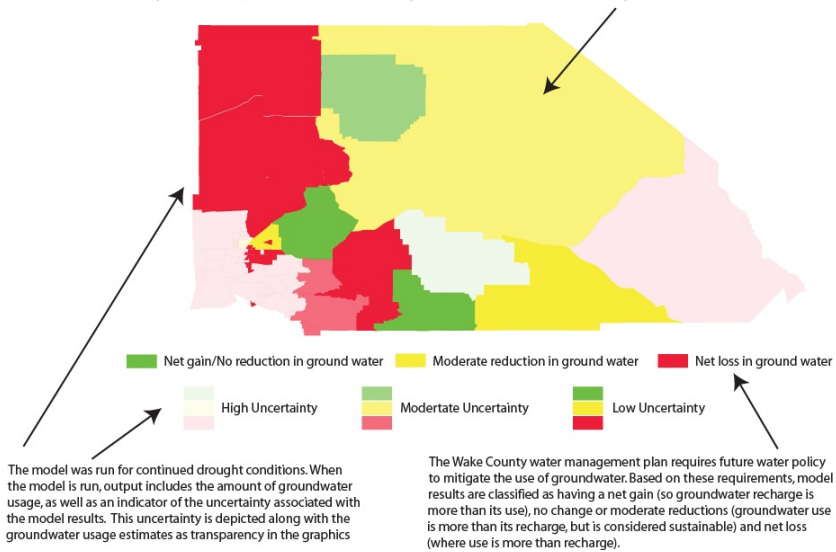 Net gain/No reduction in ground water
Moderate reduction in ground water
Net loss in ground water
High Uncertainty
Modertate Uncertainty
Low Uncertainty
The model was run for continued drought conditions. When
the model is run, output includes the amount of groundwater
usage, as well as an indicator of the uncertainty associated with
the model results. This uncertainty is depicted along with the
groundwater usage estimates as transparency in the graphics
The Wake County water management plan requires future water policy
to mitigate the use of groundwater. Based on these requirements, model
results are classified as having a net gain (so groundwater recharge is
more than its use), no change or moderate reductions (groundwater use
is more than its recharge, but is considered sustainable) and net loss
(where use is more than recharge).